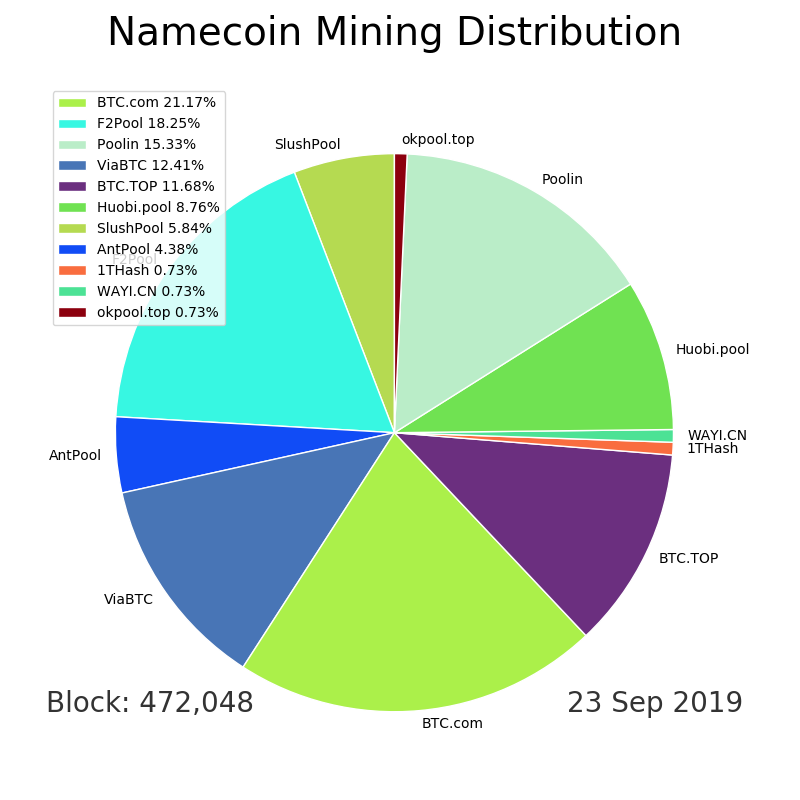 Namecoin Mining Distribution
BTC.com 21.17%
F2Pool 18.25%
Poolin 15.33%
ViaBTC 12.41%
BTC.TOP 11.68%
Huobi.pool 8.76%
SlushPool 5.84%
AntPool 4.38%
1THash 0.73%
WAYI.CN 0.73%
okpool.top 0.73%
SlushPool
okpool.top
Poolin
F2Pool
Huobi.pool
WAYI.CN
1THash
AntPool
BTC.TOP
ViaBTC
BTC.com
Block: 472,048
23 Sep 2019